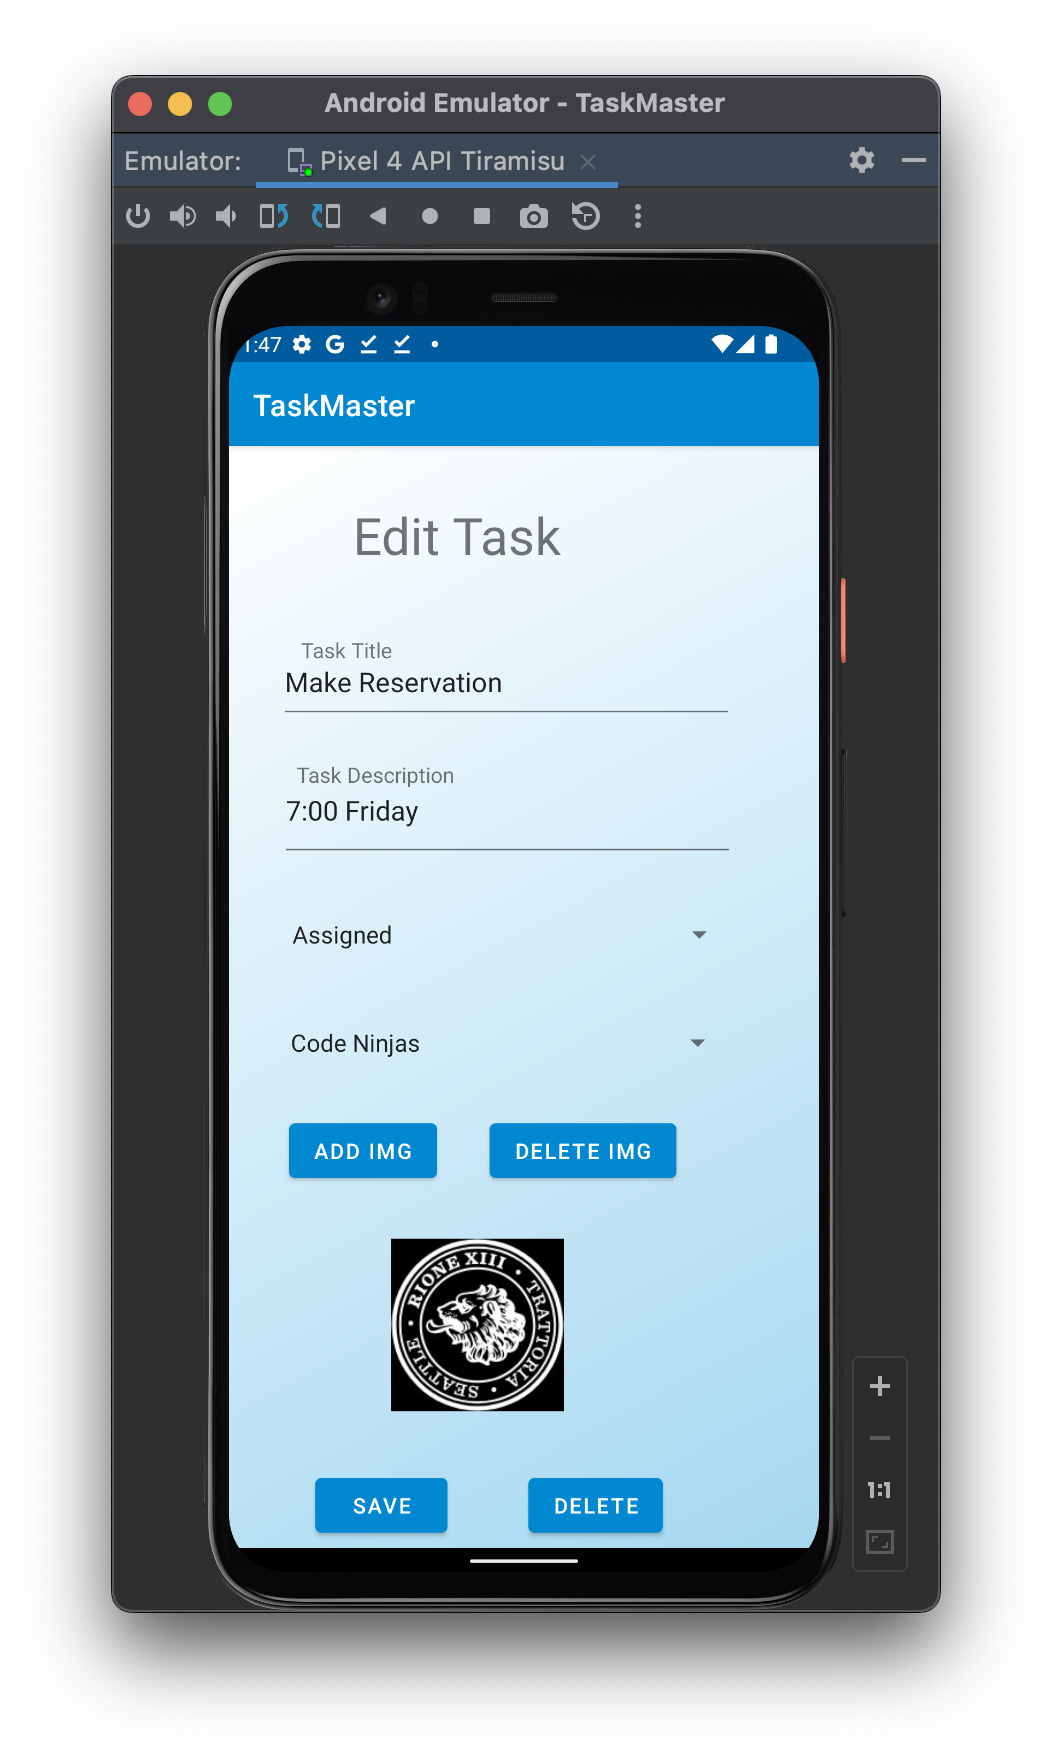 Android Emulator - TaskMaster
Emulator: Pixel 4 API Tiramisu
1:47
TaskMaster
Edit Task
Task Title
Make Reservation
Task Description
7:00 Friday
Assigned
Code Ninjas
ADD IMG DELETE IMG
RIONE XIII • TRATTORIA • SEATTLE •
SAVE DELETE
1:1